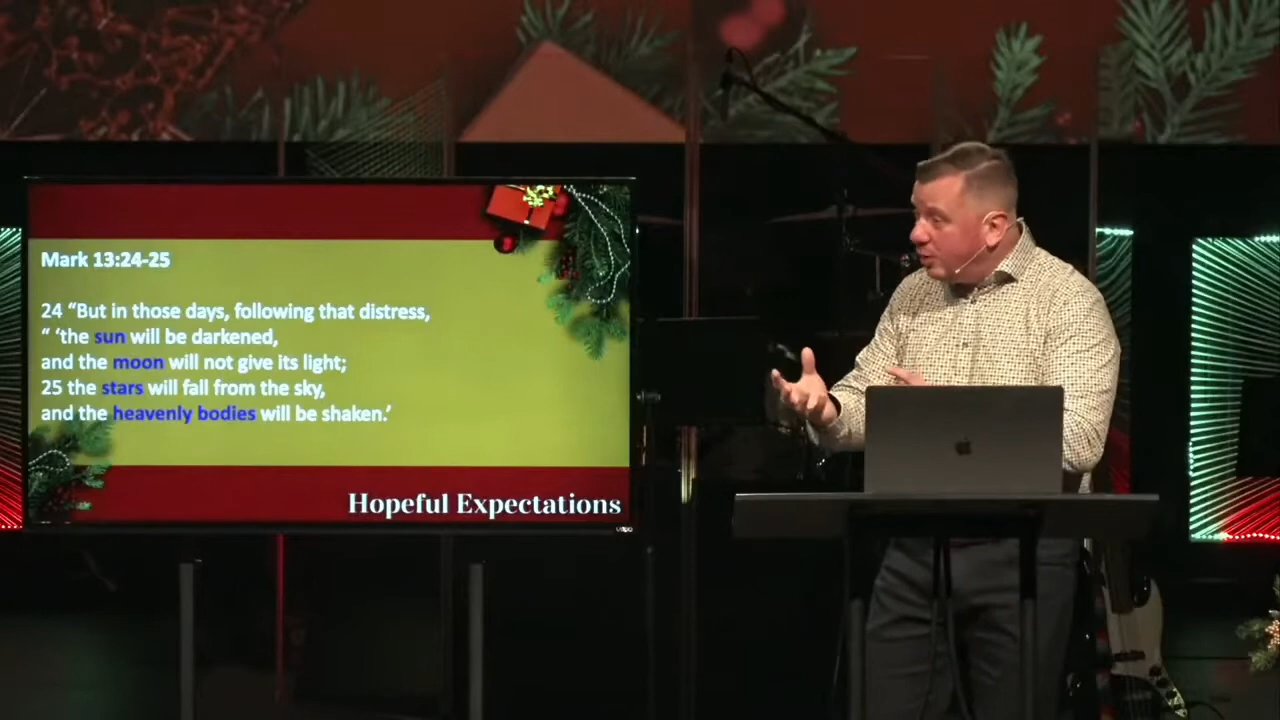 Mark 13:24-25
24 “But in those days, following that distress,
“ ‘the sun will be darkened,
and the moon will not give its light;
25 the stars will fall from the sky,
and the heavenly bodies will be shaken.’
Hopeful Expectations